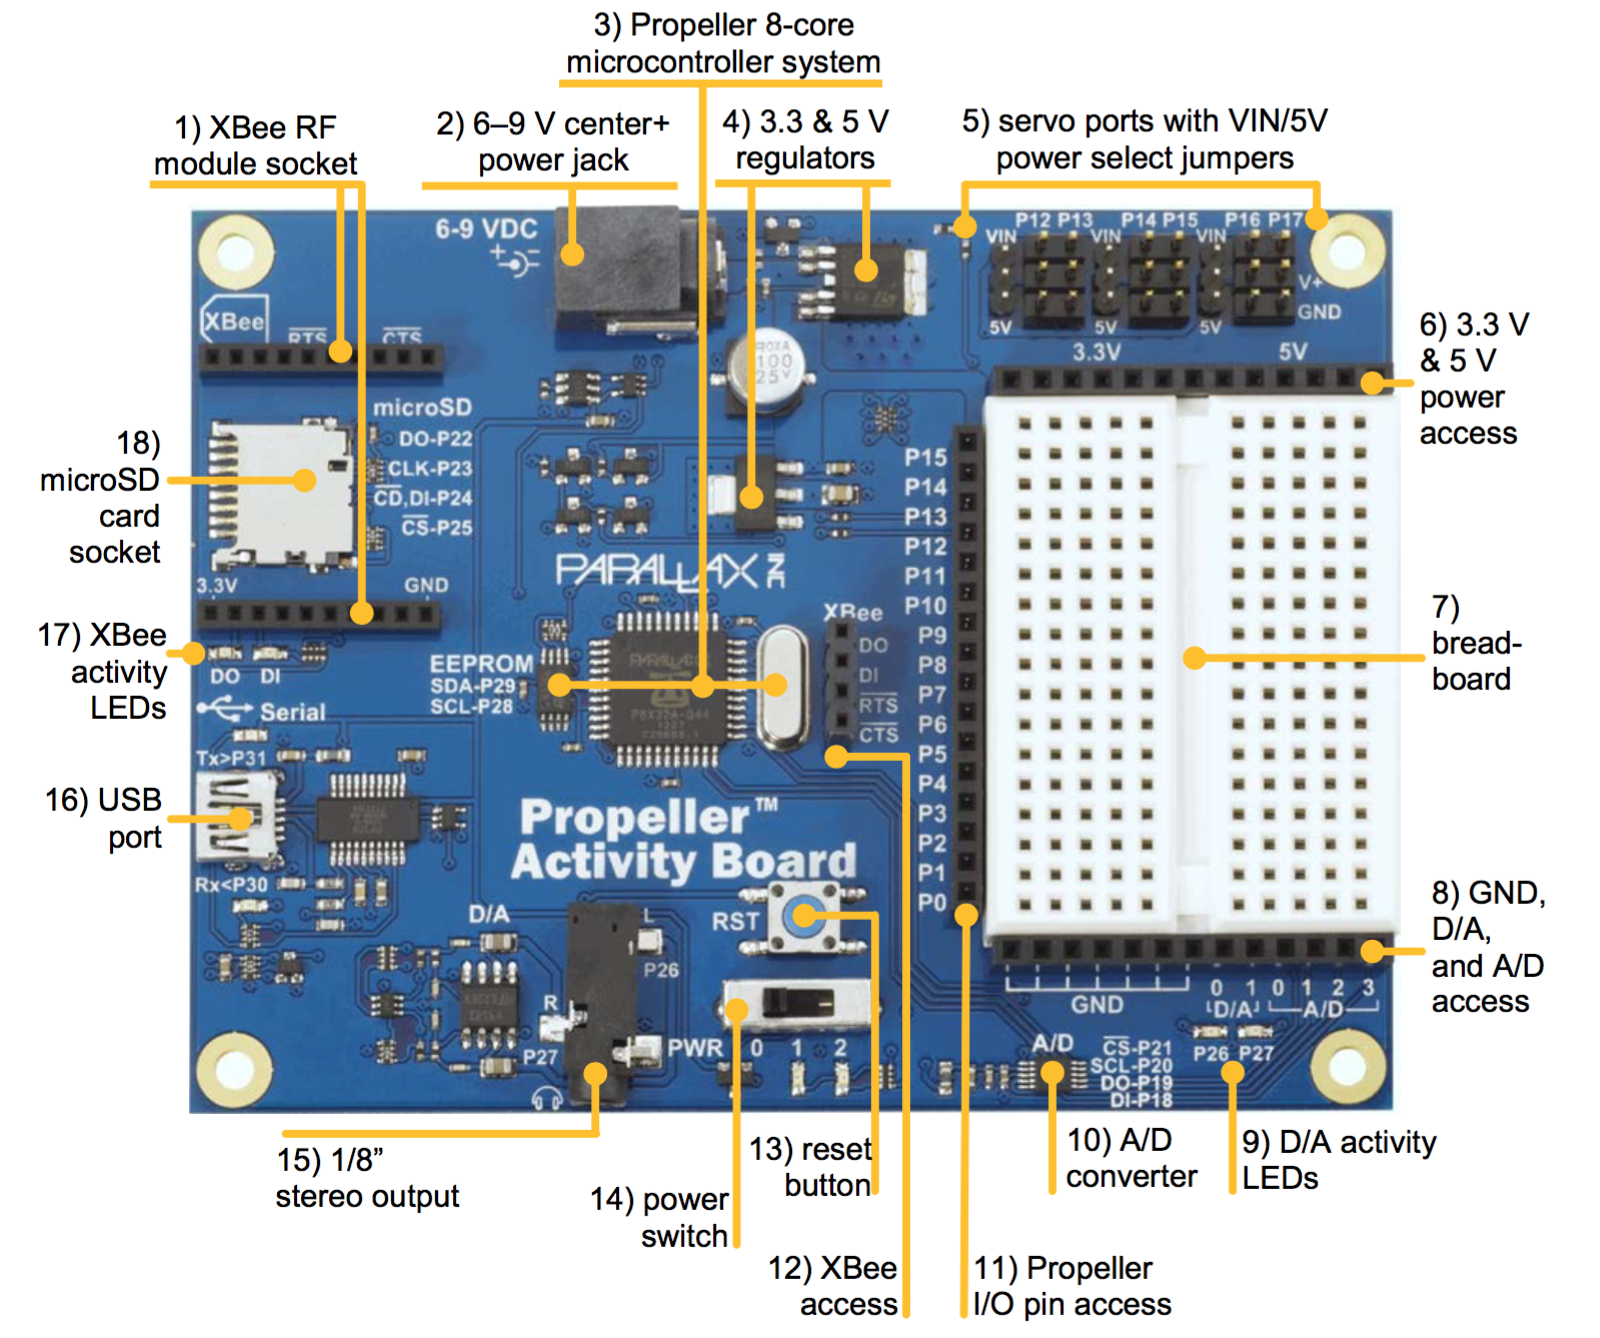 3) Propeller 8-core
microcontroller system
1) XBee RF
module socket
2) 6–9 V center+
power jack
4) 3.3 & 5 V
regulators
5) servo ports with VIN/5V
power select jumpers
6-9 VDC
P12 P13
P14 P15
P16 P17
VIN
VIN
VIN
V+
GND
5V
5V
5V
3.3V
5V
6) 3.3 V
& 5 V
power
access
XBee
RTS
CTS
18)
microSD
card
socket
microSD
DO-P22
CLK-P23
CD,DI-P24
CS-P25
3.3V
GND
100
25V
PARALLAX INC
P15
P14
P13
P12
P11
P10
P9
P8
P7
P6
P5
P4
P3
P2
P1
P0
7)
bread-
board
17) XBee
activity
LEDs
DO
DI
EEPROM
SDA-P29
SCL-P28
PARALLAX
P8X32A-Q44
XBee
DO
DI
RTS
CTS
Serial
Tx>P31
16) USB
port
Rx<P30
Propeller™
Activity Board
RST
D/A
L
P26
R
P27
PWR
0
1
2
8) GND,
D/A,
and A/D
access
GND
0 1 0 1 2 3
D/A
A/D
P26 P27
A/D
CS-P21
SCL-P20
DO-P19
DI-P18
15) 1/8”
stereo output
14) power
switch
13) reset
button
12) XBee
access
11) Propeller
I/O pin access
10) A/D
converter
9) D/A activity
LEDs